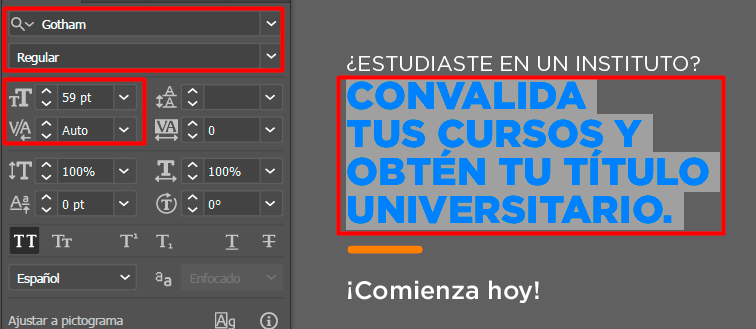 Gotham
Regular
59 pt
Auto
0
100%
100%
0 pt
0°
TT Tт T¹ T₁ T T
Español
aa
Enfocado
Ajustar a pictograma
Ag
¿ESTUDIASTE EN UN INSTITUTO?
CONVALIDA
TUS CURSOS Y
OBTÉN TU TÍTULO
UNIVERSITARIO.
¡Comienza hoy!